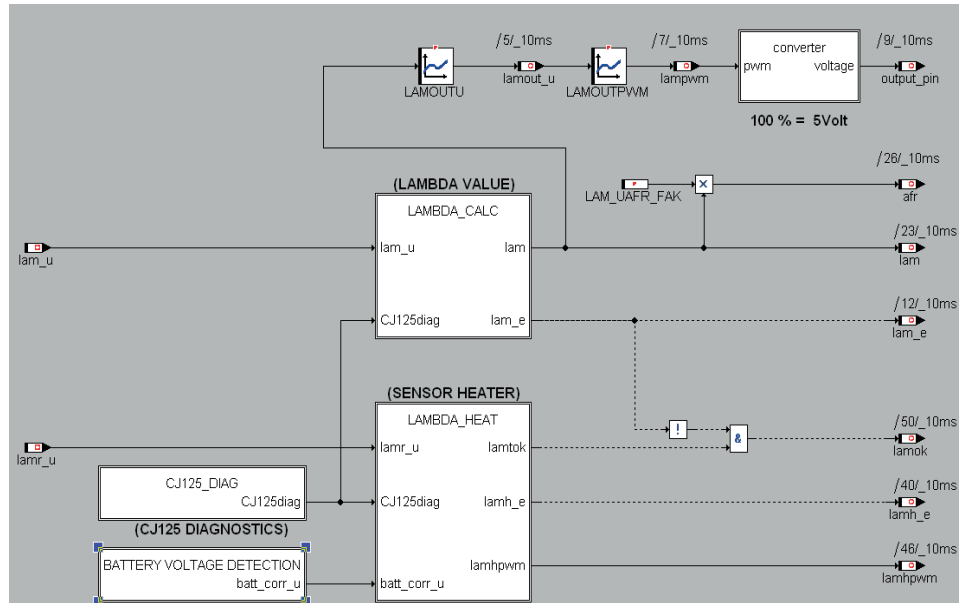 /5/_10ms
/7/_10ms
converter
/9/_10ms
pwm
voltage
LAMOUTU
lamout_u
LAMOUTPWM
lampwm
output_pin
100 % = 5Volt
/26/_10ms
(LAMBDA VALUE)
LAM_UAFR_FAK
x
afr
LAMBDA_CALC
/23/_10ms
lam_u
lam_u
lam
lam
/12/_10ms
CJ125diag
lam_e
lam_e
(SENSOR HEATER)
LAMBDA_HEAT
/50/_10ms
!
&
lamr_u
lamr_u
lamtok
lamok
CJ125_DIAG
/40/_10ms
CJ125diag
CJ125diag
lamh_e
lamh_e
(CJ125 DIAGNOSTICS)
/46/_10ms
BATTERY VOLTAGE DETECTION
lamhpwm
lamhpwm
batt_corr_u
batt_corr_u